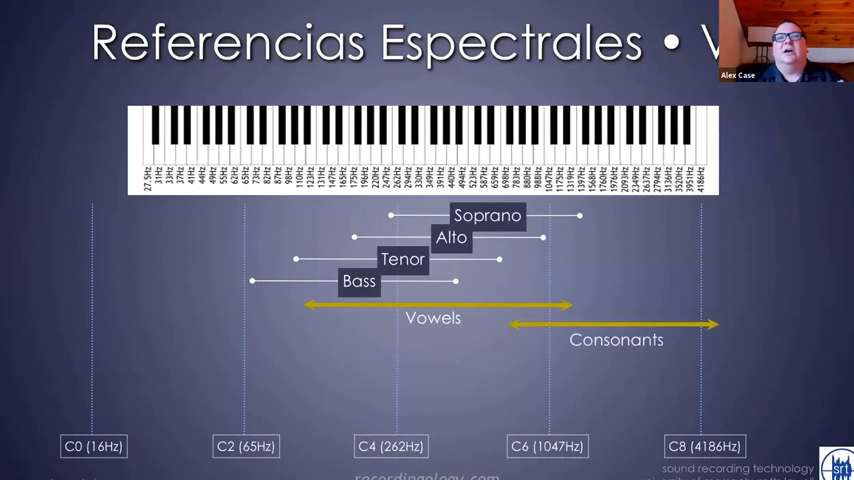 Referencias Espectrales •
Alex Case
27.5Hz 31Hz 33Hz 37Hz 41Hz 44Hz 49Hz 55Hz 62Hz 65Hz 73Hz 82Hz 87Hz 98Hz 110Hz 123Hz 131Hz 147Hz 165Hz 175Hz 196Hz 220Hz 247Hz 262Hz 294Hz 330Hz 349Hz 391Hz 440Hz 494Hz 523Hz 587Hz 659Hz 698Hz 783Hz 880Hz 988Hz 1047Hz 1175Hz 1319Hz 1397Hz 1568Hz 1760Hz 1976Hz 2093Hz 2349Hz 2637Hz 2794Hz 3136Hz 3520Hz 3951Hz 4186Hz
Soprano
Alto
Tenor
Bass
Vowels
Consonants
C0 (16Hz) C2 (65Hz) C4 (262Hz) C6 (1047Hz) C8 (4186Hz)
sound recording technology
recordingology.com
srt